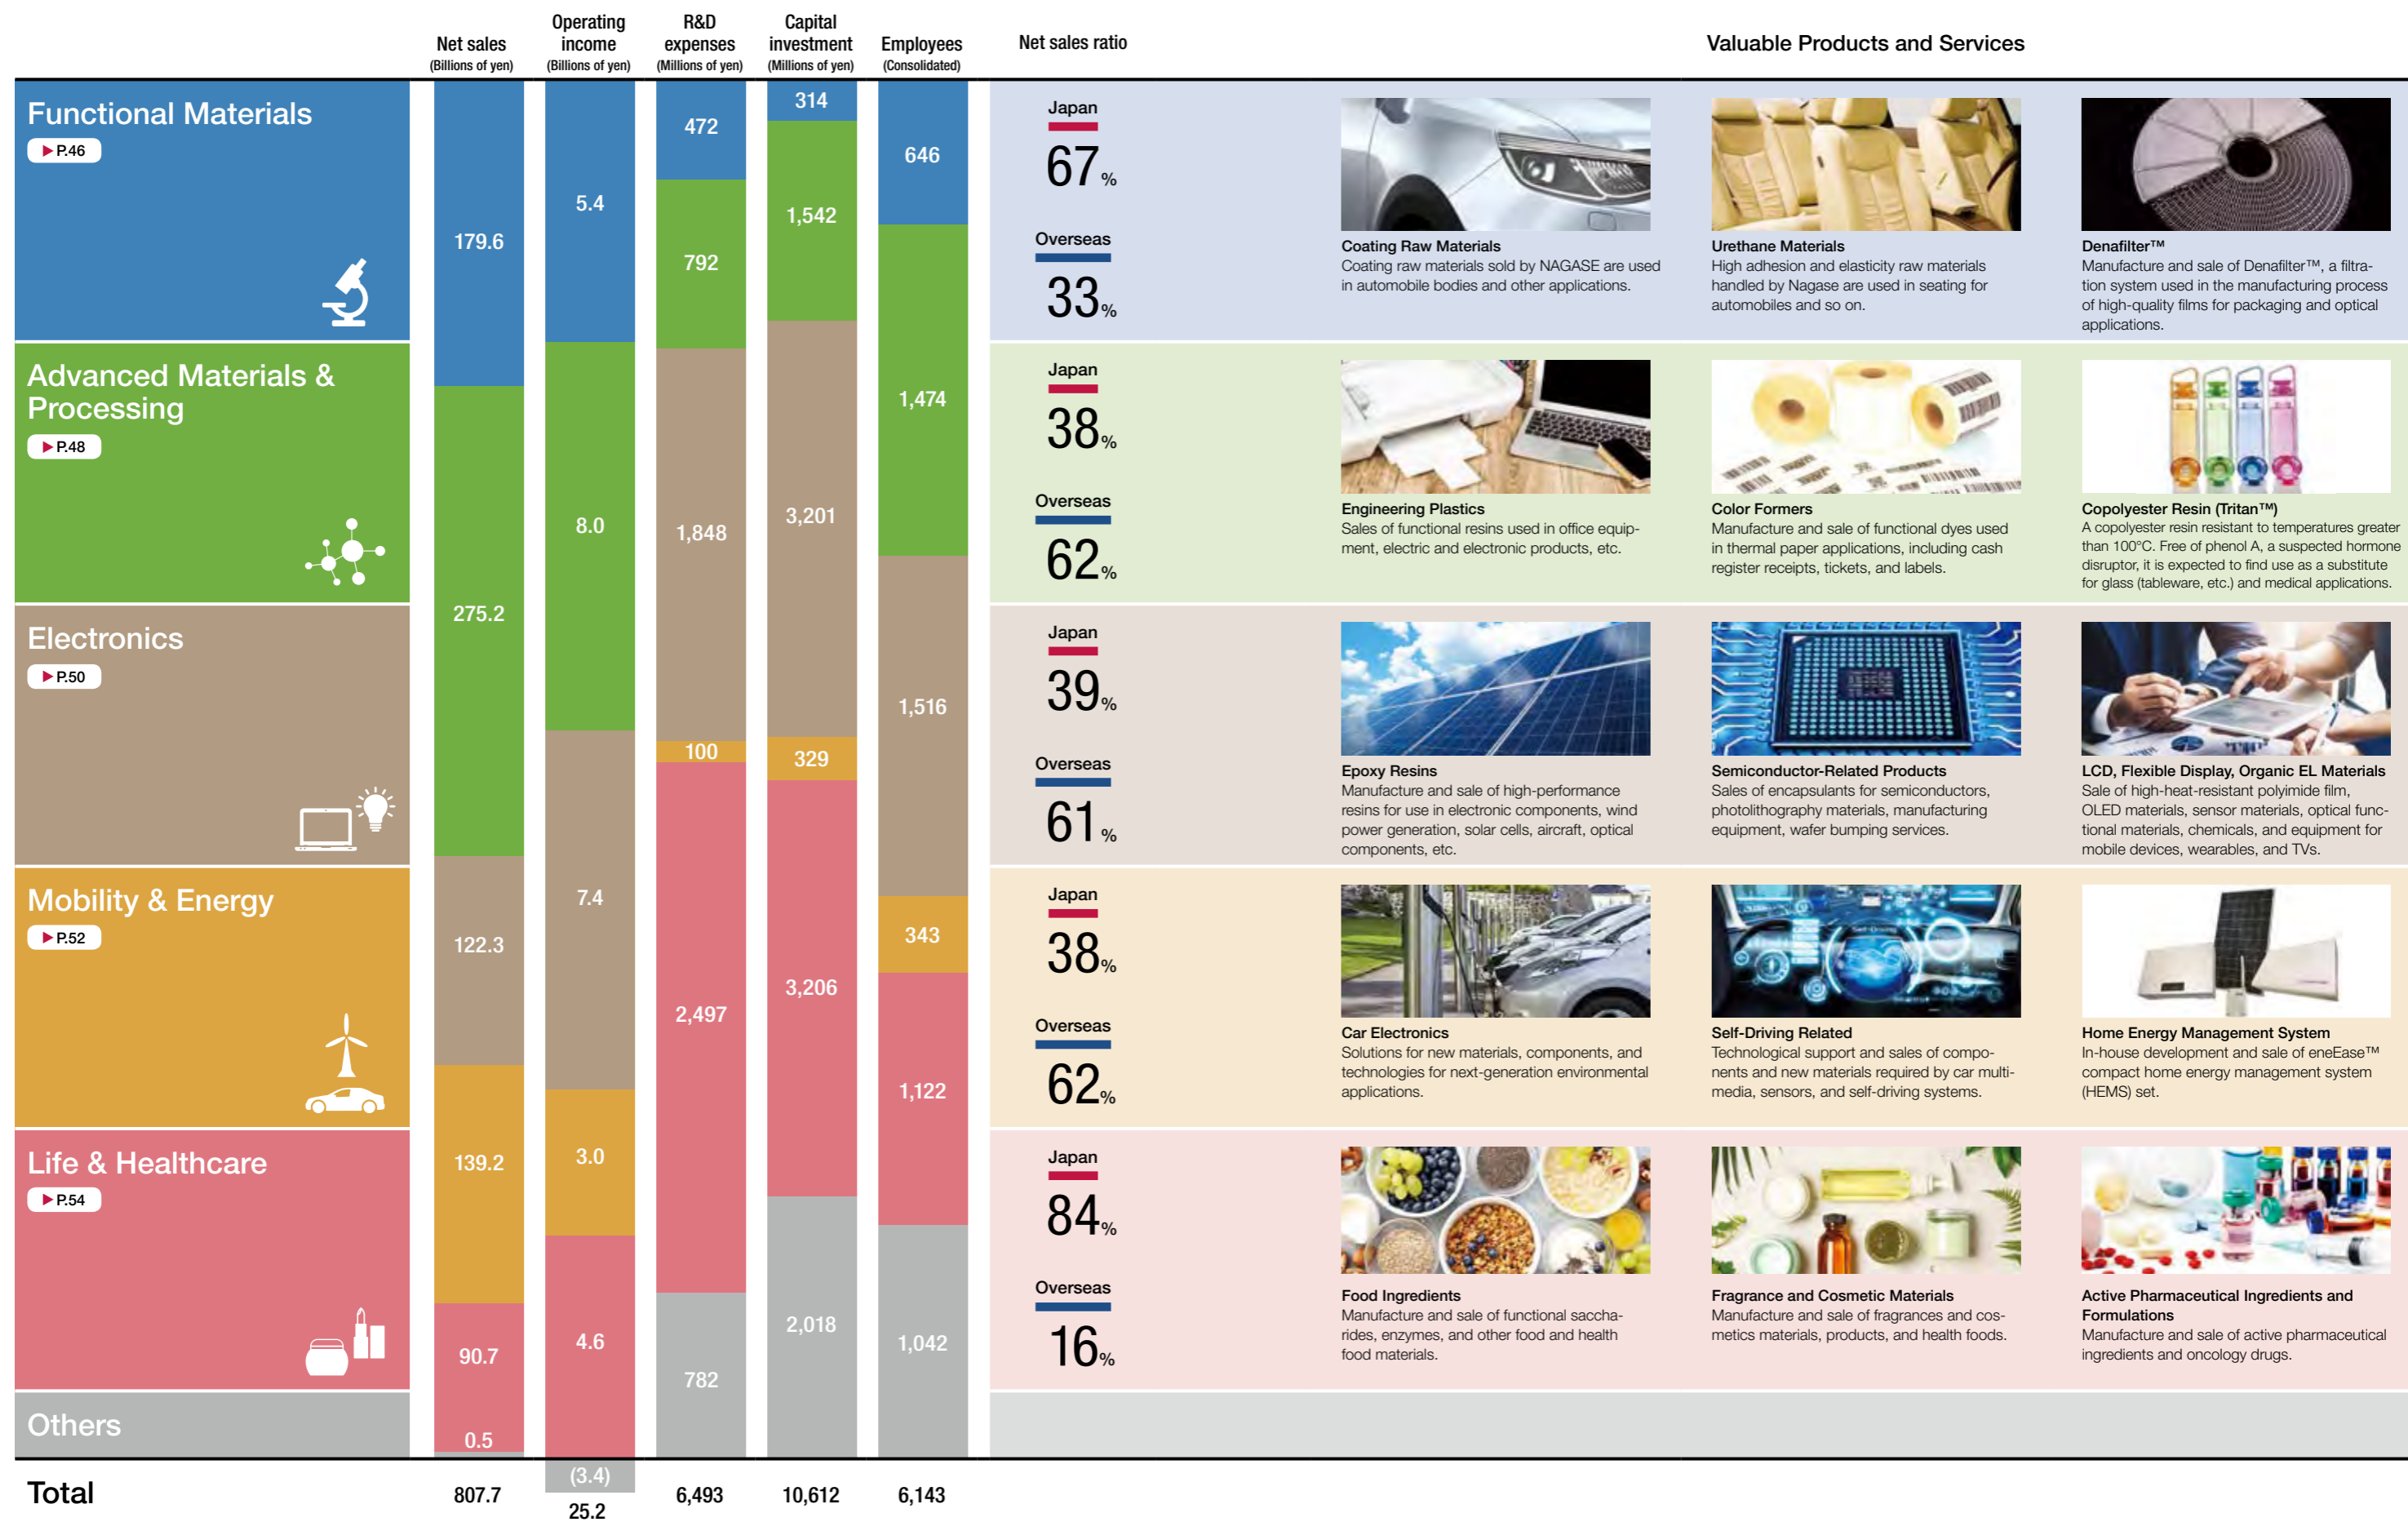 Net sales
(Billions of yen)
Operating
income
(Billions of yen)
R&D
expenses
(Millions of yen)
Capital
investment
(Millions of yen)
Employees
(Consolidated)
Net sales ratio
Valuable Products and Services
Functional Materials
▶P.46
179.6
5.4
472
314
646
Japan
67%
Overseas
33%
Coating Raw Materials
Coating raw materials sold by NAGASE are used
in automobile bodies and other applications.
Urethane Materials
High adhesion and elasticity raw materials
handled by Nagase are used in seating for
automobiles and so on.
Denafilter™
Manufacture and sale of Denafilter™, a filtra-
tion system used in the manufacturing process
of high-quality films for packaging and optical
applications.
Advanced Materials &
Processing
▶P.48
275.2
8.0
792
1,542
1,474
Japan
38%
Overseas
62%
Engineering Plastics
Sales of functional resins used in office equip-
ment, electric and electronic products, etc.
Color Formers
Manufacture and sale of functional dyes used
in thermal paper applications, including cash
register receipts, tickets, and labels.
Copolyester Resin (Tritan™)
A copolyester resin resistant to temperatures greater
than 100°C. Free of phenol A, a suspected hormone
disruptor, it is expected to find use as a substitute
for glass (tableware, etc.) and medical applications.
Electronics
▶P.50
122.3
7.4
1,848
3,201
1,516
Japan
39%
Overseas
61%
Epoxy Resins
Manufacture and sale of high-performance
resins for use in electronic components, wind
power generation, solar cells, aircraft, optical
components, etc.
Semiconductor-Related Products
Sales of encapsulants for semiconductors,
photolithography materials, manufacturing
equipment, wafer bumping services.
LCD, Flexible Display, Organic EL Materials
Sale of high-heat-resistant polyimide film,
OLED materials, sensor materials, optical func-
tional materials, chemicals, and equipment for
mobile devices, wearables, and TVs.
Mobility & Energy
▶P.52
139.2
3.0
100
329
343
Japan
38%
Overseas
62%
Car Electronics
Solutions for new materials, components, and
technologies for next-generation environmental
applications.
Self-Driving
Self-Driving Related
Technological support and sales of compo-
nents and new materials required by car multi-
media, sensors, and self-driving systems.
Home Energy Management System
In-house development and sale of eneEase™
compact home energy management system
(HEMS) set.
Life & Healthcare
▶P.54
90.7
4.6
2,497
3,206
1,122
Japan
84%
Overseas
16%
Food Ingredients
Manufacture and sale of functional saccha-
rides, enzymes, and other food and health
food materials.
Fragrance and Cosmetic Materials
Manufacture and sale of fragrances and cos-
metics materials, products, and health foods.
Active Pharmaceutical Ingredients and
Formulations
Manufacture and sale of active pharmaceutical
ingredients and oncology drugs.
Others
0.5
(3.4)
782
2,018
1,042
Total
807.7
25.2
6,493
10,612
6,143